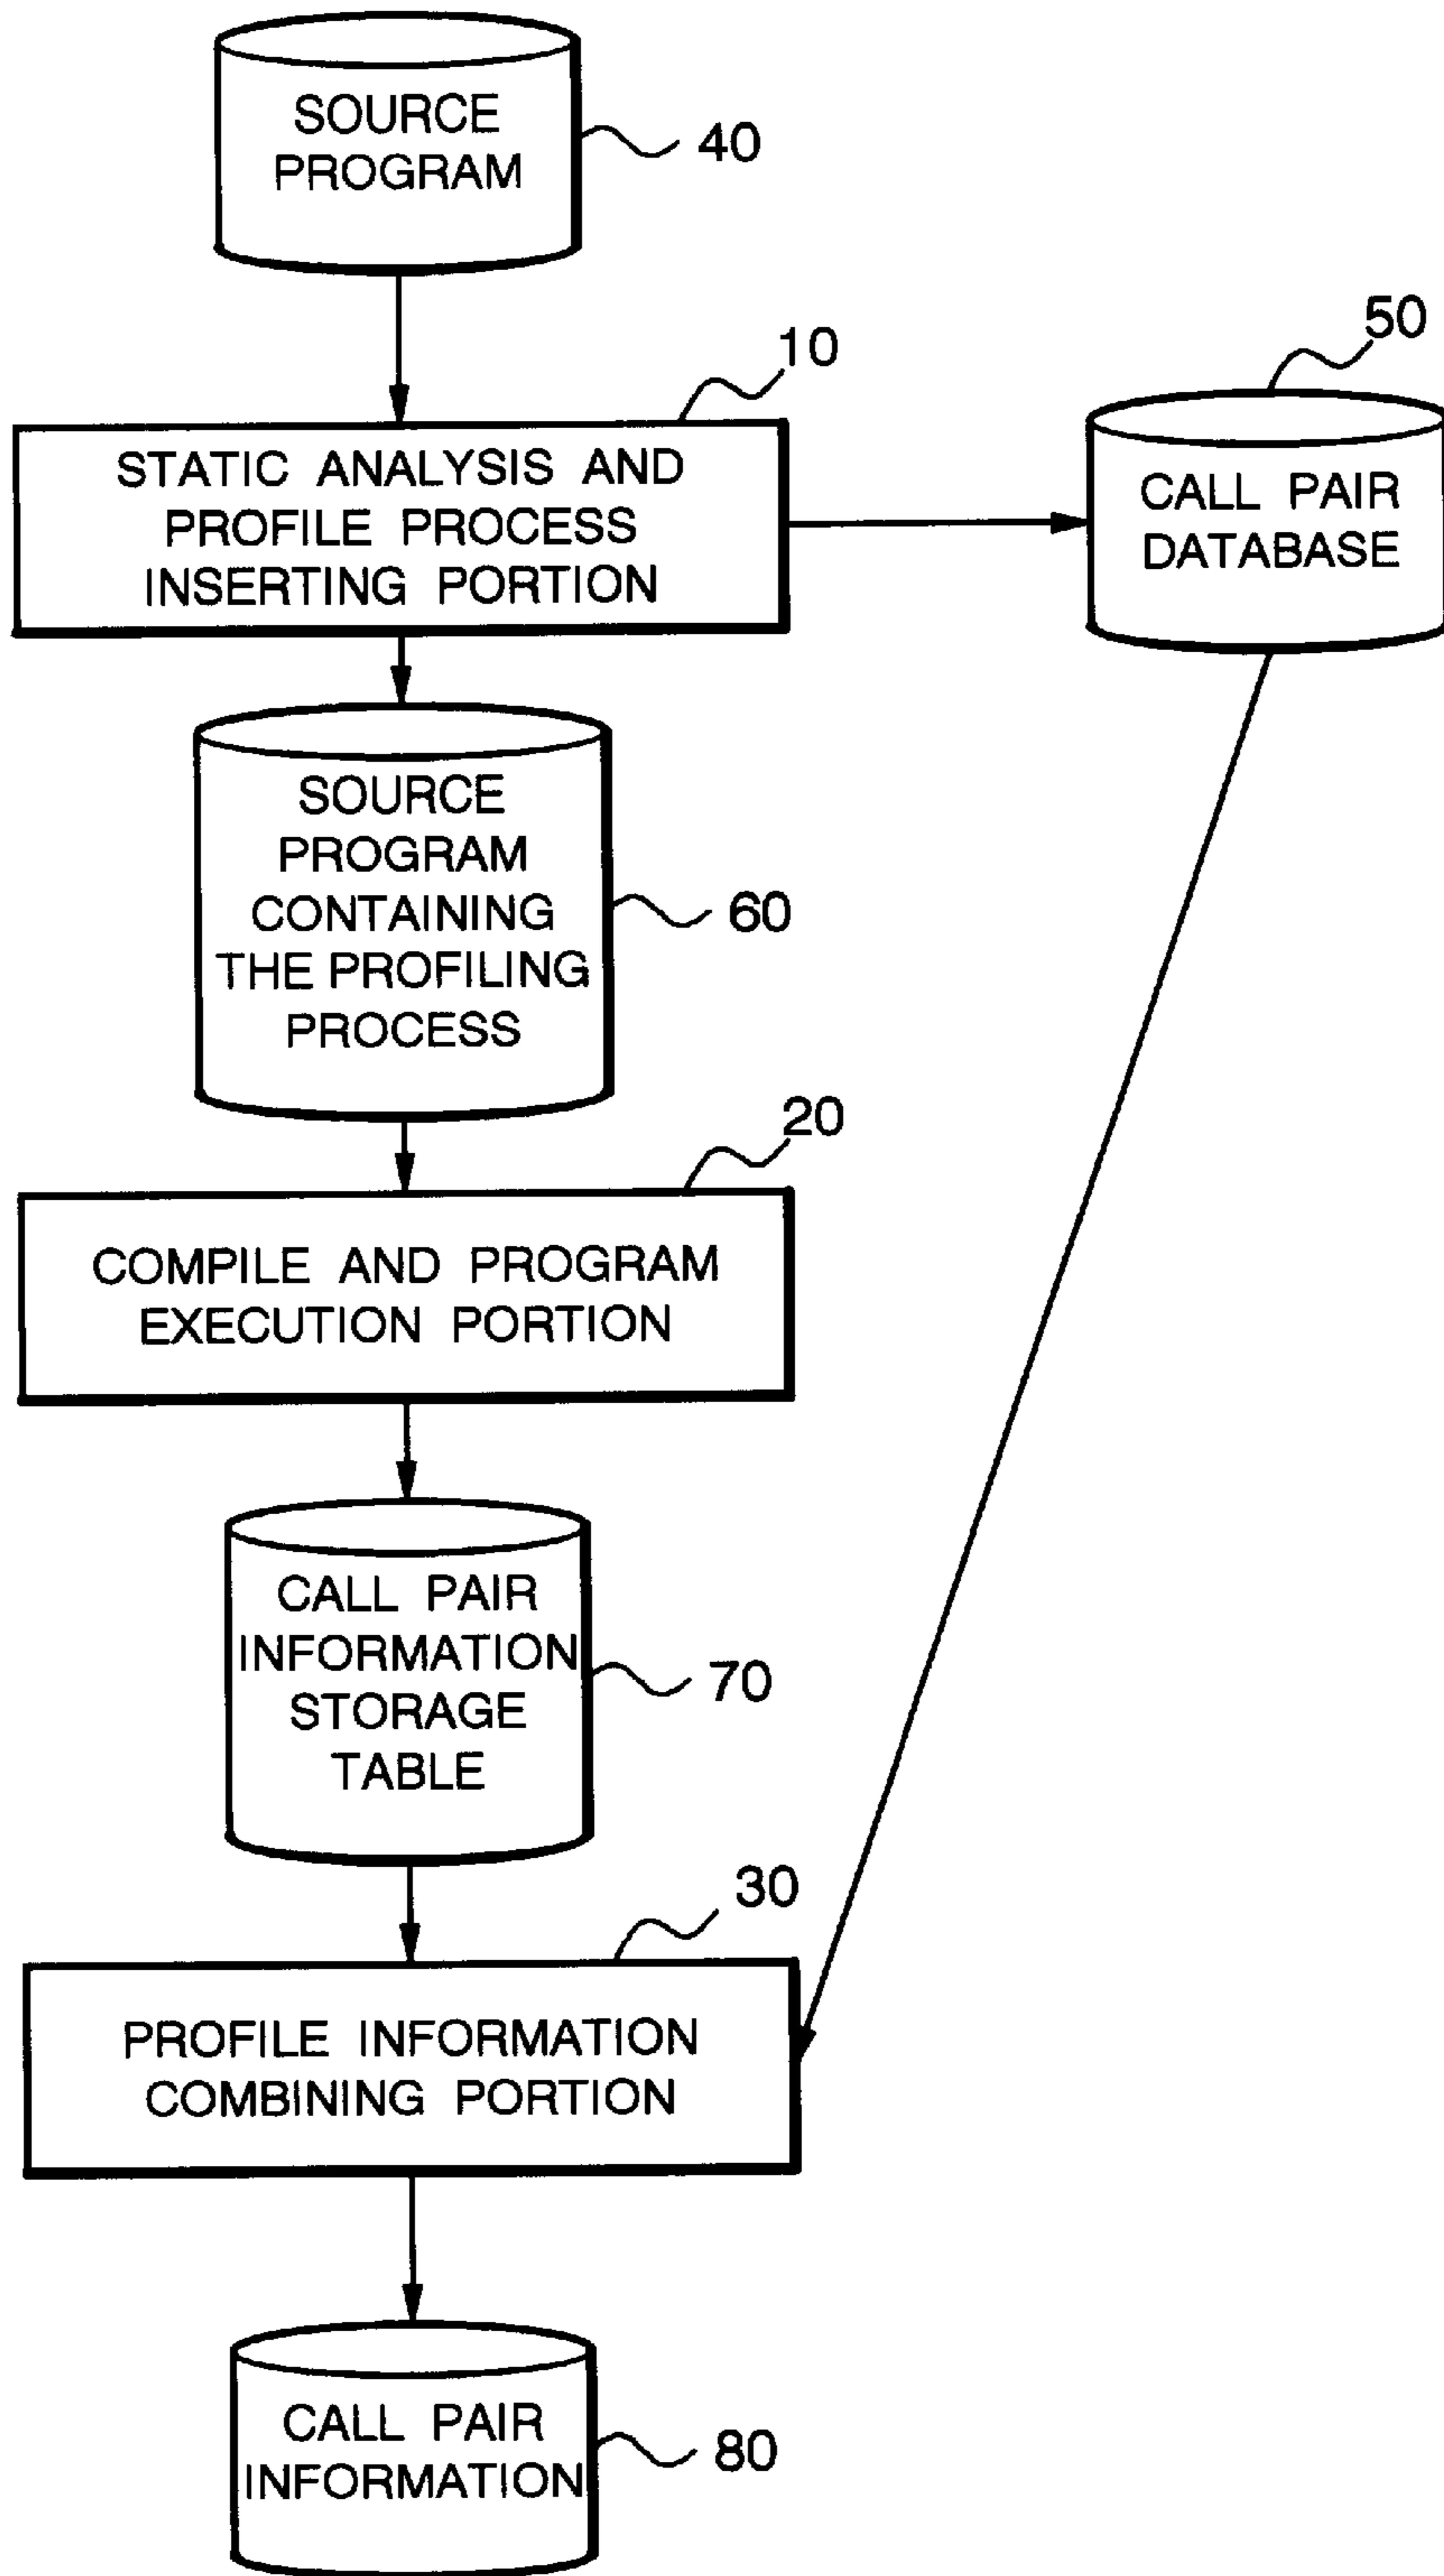 SOURCE
PROGRAM
40
10
50
STATIC ANALYSIS AND
PROFILE PROCESS
INSERTING PORTION
CALL PAIR
DATABASE
SOURCE
PROGRAM
CONTAINING
THE PROFILING
PROCESS
60
20
COMPILE AND PROGRAM
EXECUTION PORTION
CALL PAIR
INFORMATION
STORAGE
TABLE
70
30
PROFILE INFORMATION
COMBINING PORTION
CALL PAIR
INFORMATION
80